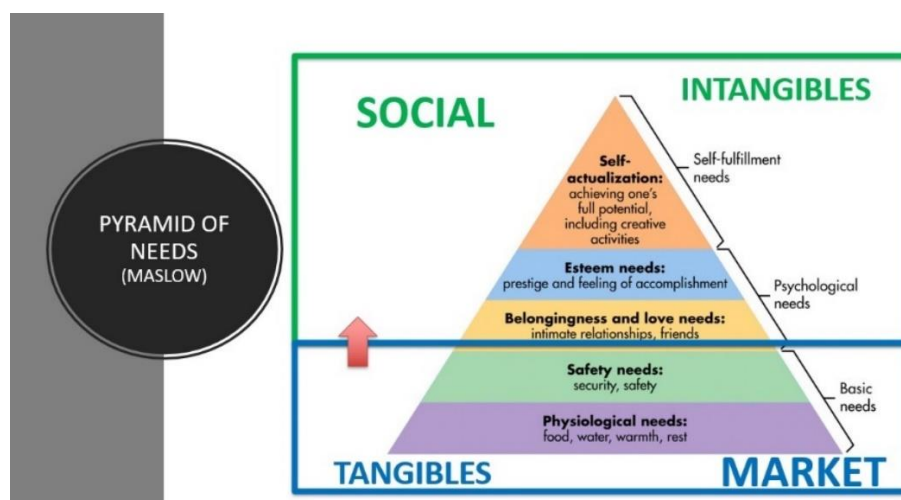 PYRAMID OF
NEEDS
(MASLOW)
SOCIAL
INTANGIBLES
Self-
actualization:
achieving one's
full potential,
including creative
activities
Self-fulfillment
needs
Esteem needs:
prestige and feeling of accomplishment
Psychological
needs
Belongingness and love needs:
intimate relationships, friends
Safety needs:
security, safety
Basic
needs
Physiological needs:
food, water, warmth, rest
TANGIBLES
MARKET